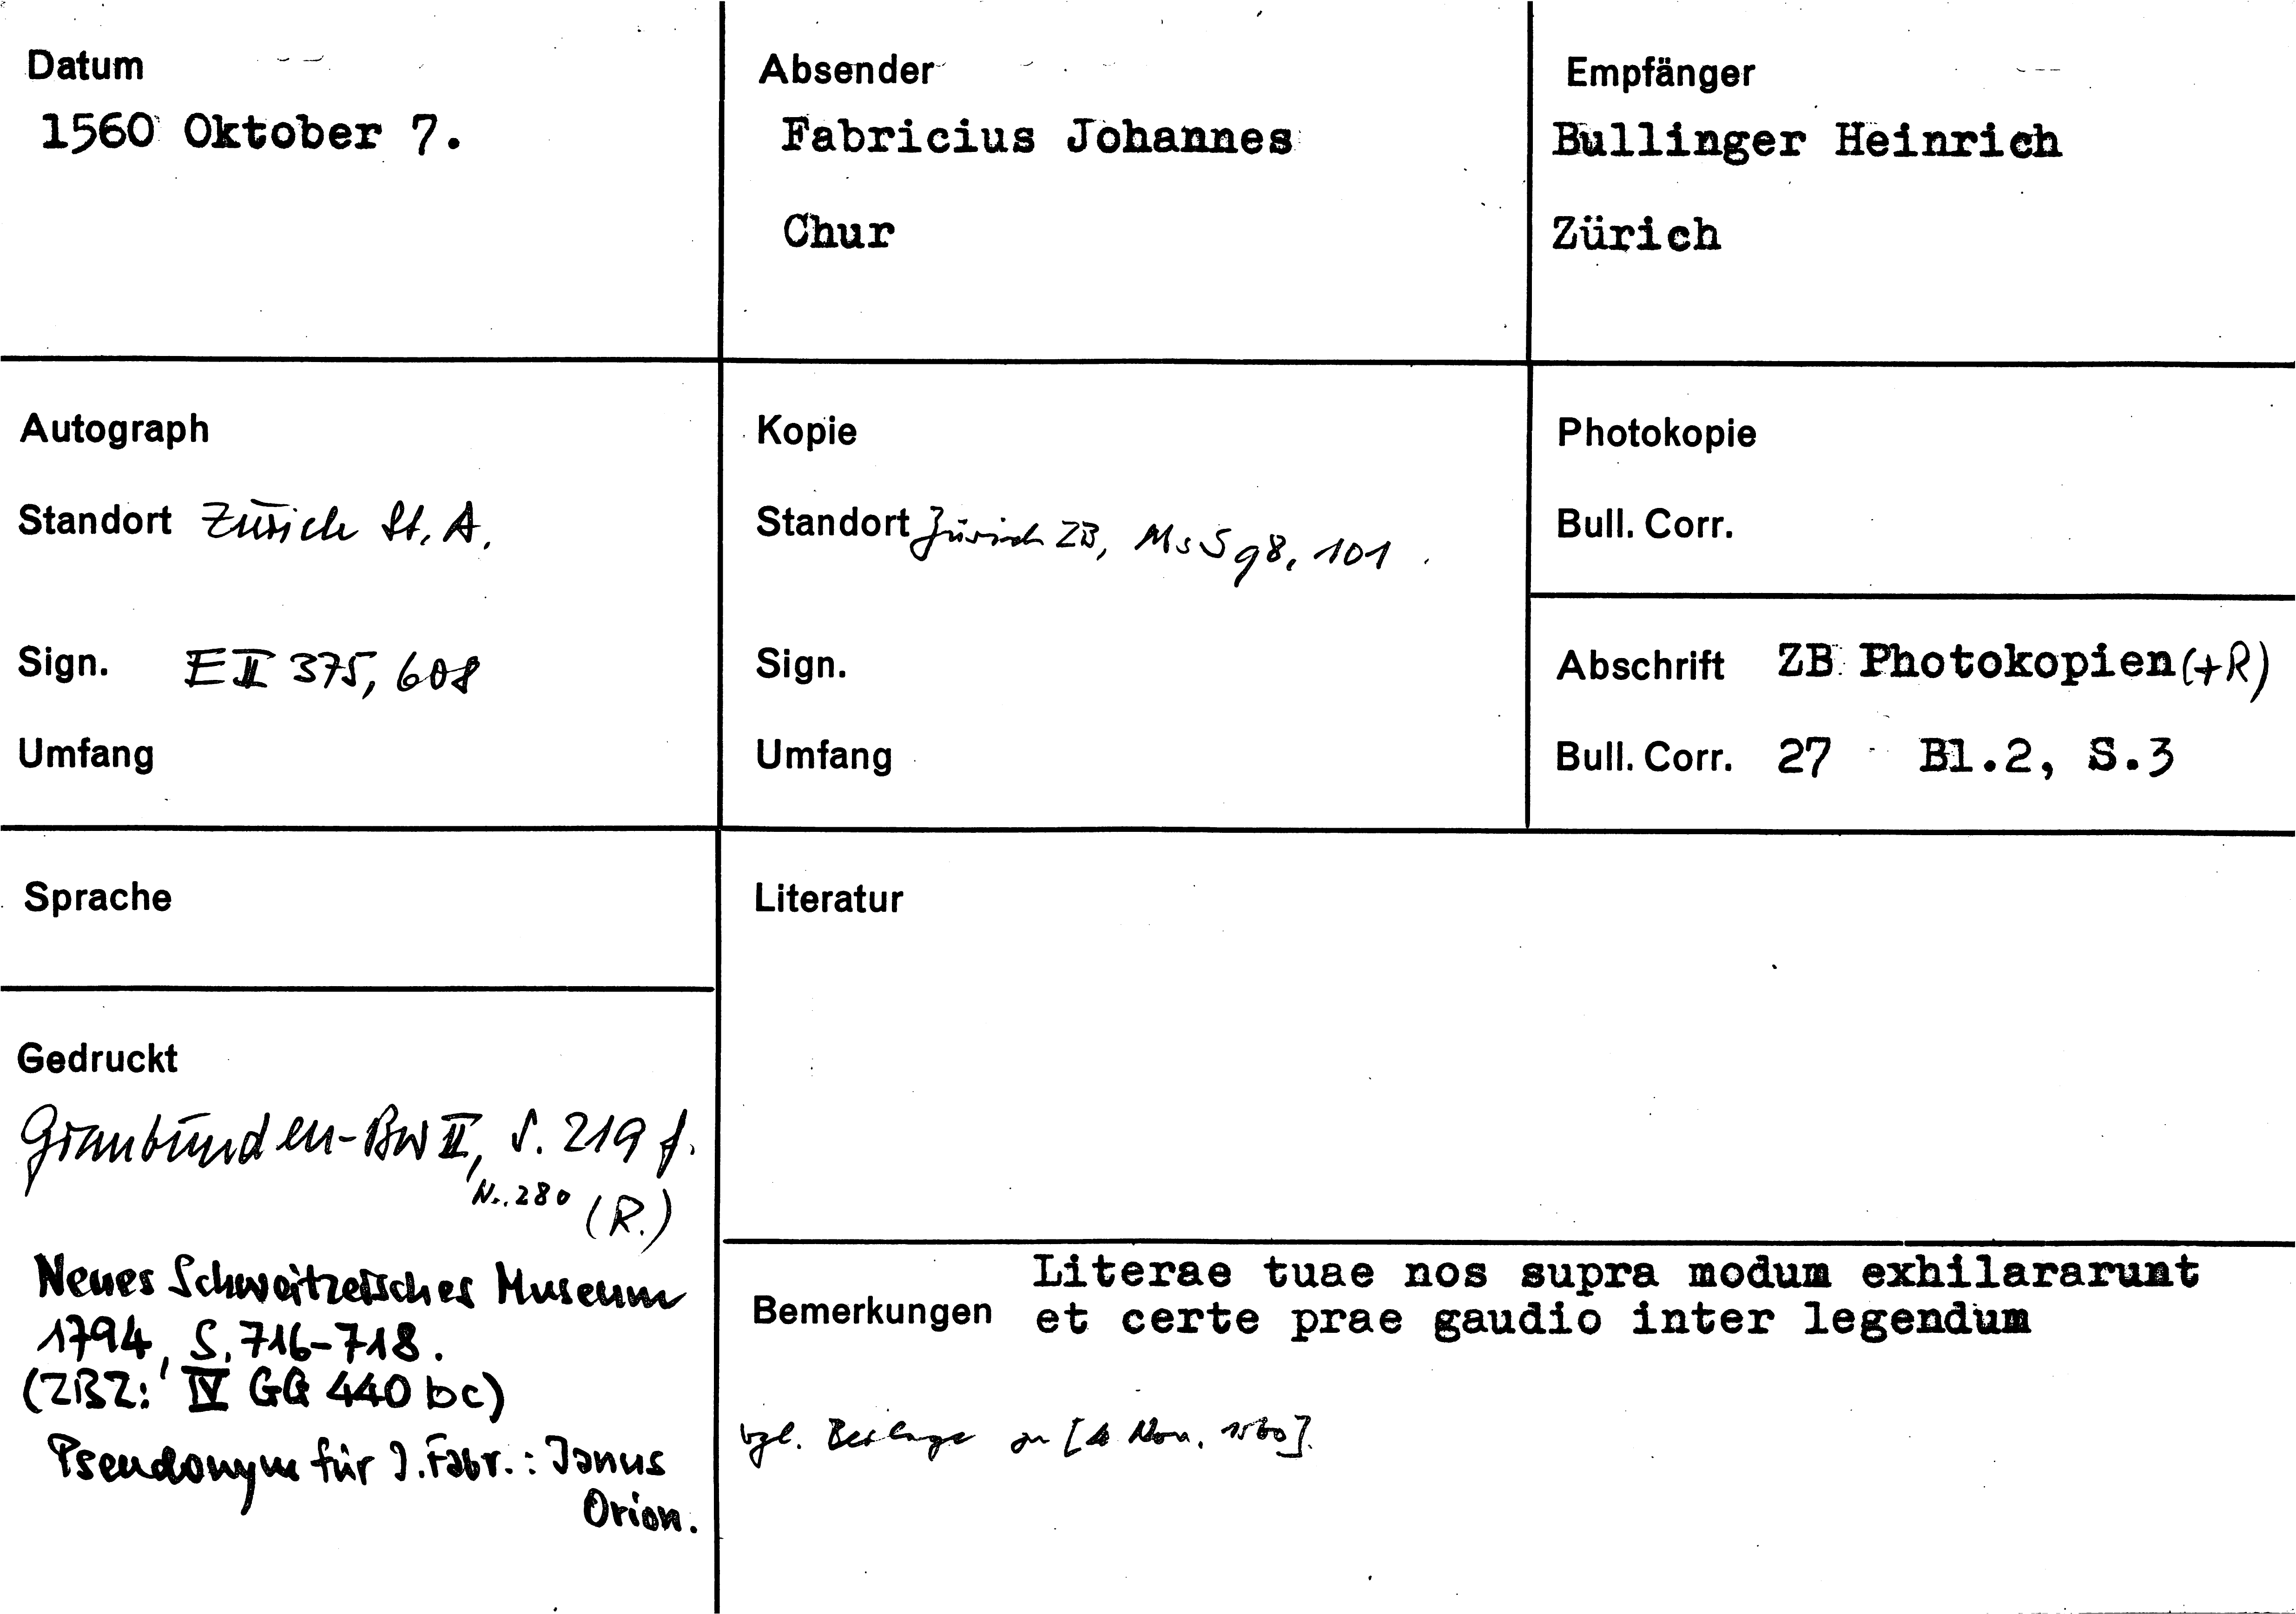 Datum
1560 Oktober 7.
Absender
Fabricius Johannes
Chur
Empfänger
Bullinger Heinrich
Zürich
Autograph
Standort Zürich St. A.
Sign. E II 375, 608
Umfang
Kopie
Standort Zürich ZB, Ms S 98, 101.
Sign.
Umfang
Photokopie
Bull. Corr.
Abschrift ZB Photokopien (+R)
Bull. Corr. 27 Bl.2, S.3
Sprache
Gedruckt
Graubünden-BW II, S. 219 f.
Nr. 280 (R.)
Neues Schweitzerisches Museum
1794, S. 716-718.
(ZBZ: IV GG 440 bc)
Pseudonym für J. Fabr.: Janus
Orion.
Literatur
Bemerkungen
Literae tuae nos supra modum exhilararunt
et certe prae gaudio inter legendum
vgl. Beilage zu [4 Nov. 1560].